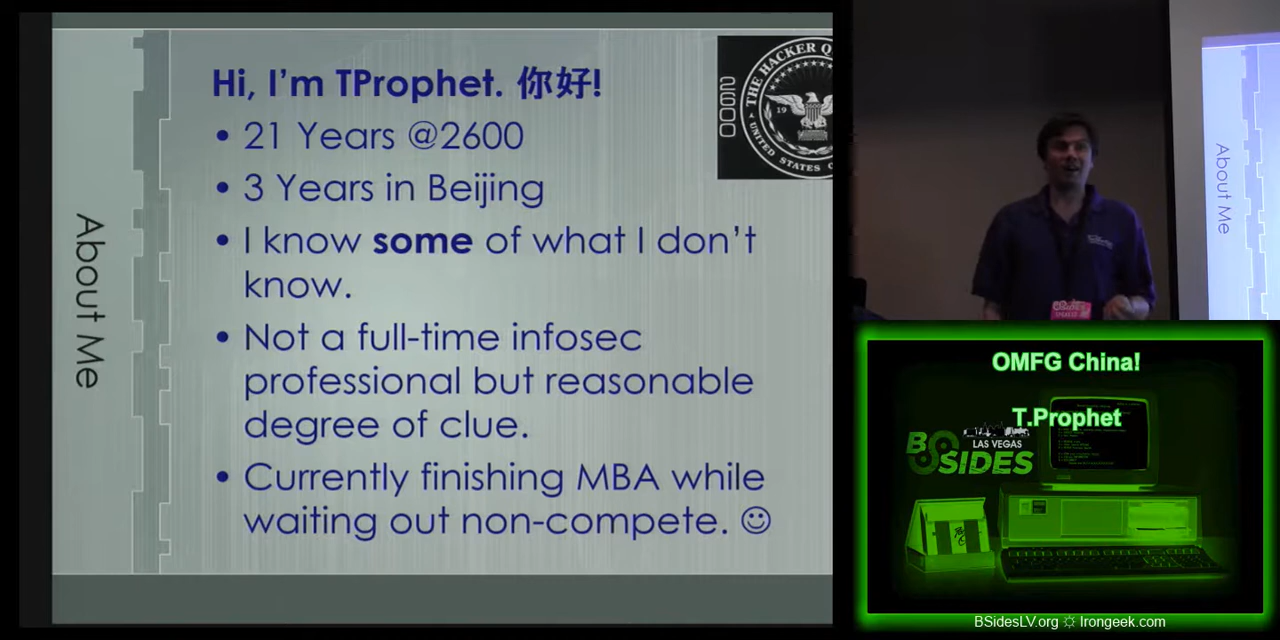 Hi, I'm TProphet. 你好!
• 21 Years @2600
• 3 Years in Beijing
• I know some of what I don't
know.
• Not a full-time infosec
professional but reasonable
degree of clue.
• Currently finishing MBA while
waiting out non-compete. ☺
About Me
2600
THE HACKER Q
19
UNITED STATES
About Me
OMFG China!
T.Prophet
BSIDES
LAS VEGAS
BSidesLV.org ☼ Irongeek.com